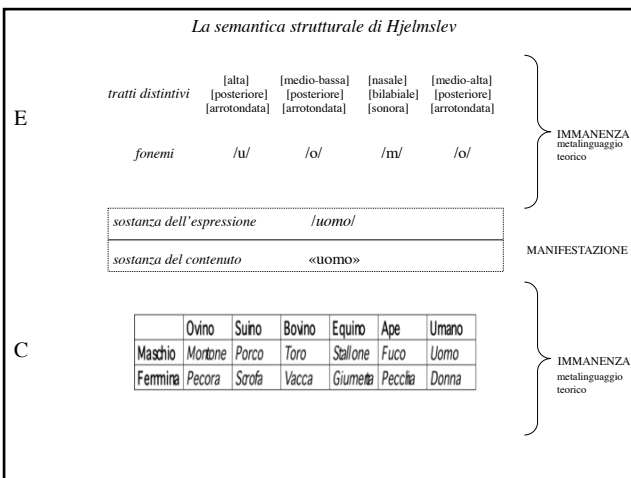 La semantica strutturale di Hjelmslev
E
tratti distintivi
[alta] [medio-bassa] [nasale] [medio-alta]
[posteriore] [posteriore] [bilabiale] [posteriore]
[arrotondata] [arrotondata] [sonora] [arrotondata]
fonemi /u/ /o/ /m/ /o/
IMMANENZA
metalinguaggio
teorico
sostanza dell'espressione /uomo/
sostanza del contenuto «uomo»
MANIFESTAZIONE
C
Ovino Suino Bovino Equino Ape Umano
Maschio Montone Porco Toro Stallone Fuco Uomo
Femmina Pecora Scrofa Vacca Giumenta Pecchia Donna
IMMANENZA
metalinguaggio
teorico